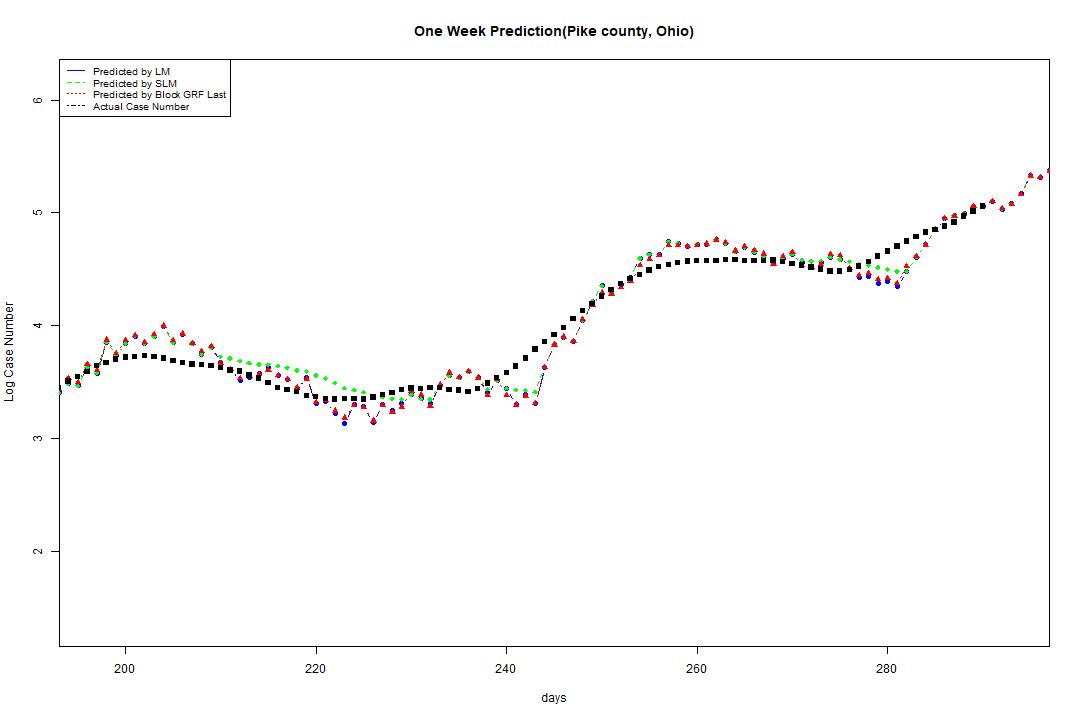 One Week Prediction(Pike county, Ohio)
Predicted by LM
Predicted by SLM
Predicted by Block GRF Last
Actual Case Number
6
5
4
3
2
Log Case Number
200 220 240 260 280
days